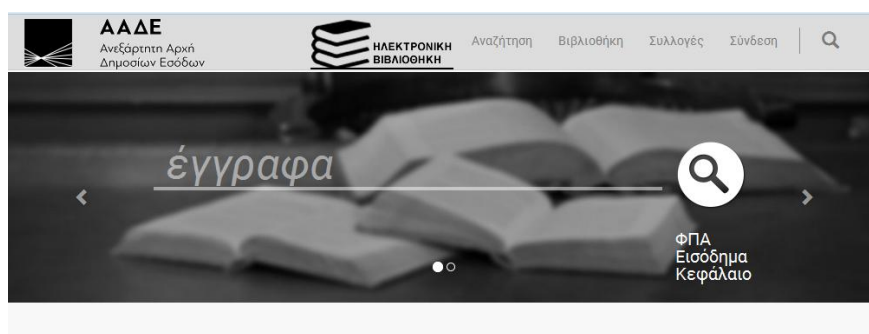 ΑΑΔΕ
Ανεξάρτητη Αρχή
Δημοσίων Εσόδων
ΗΛΕΚΤΡΟΝΙΚΗ
ΒΙΒΛΙΟΘΗΚΗ
Αναζήτηση Βιβλιοθήκη Συλλογές Σύνδεση
έγγραφα
ΦΠΑ
Εισόδημα
Κεφάλαιο